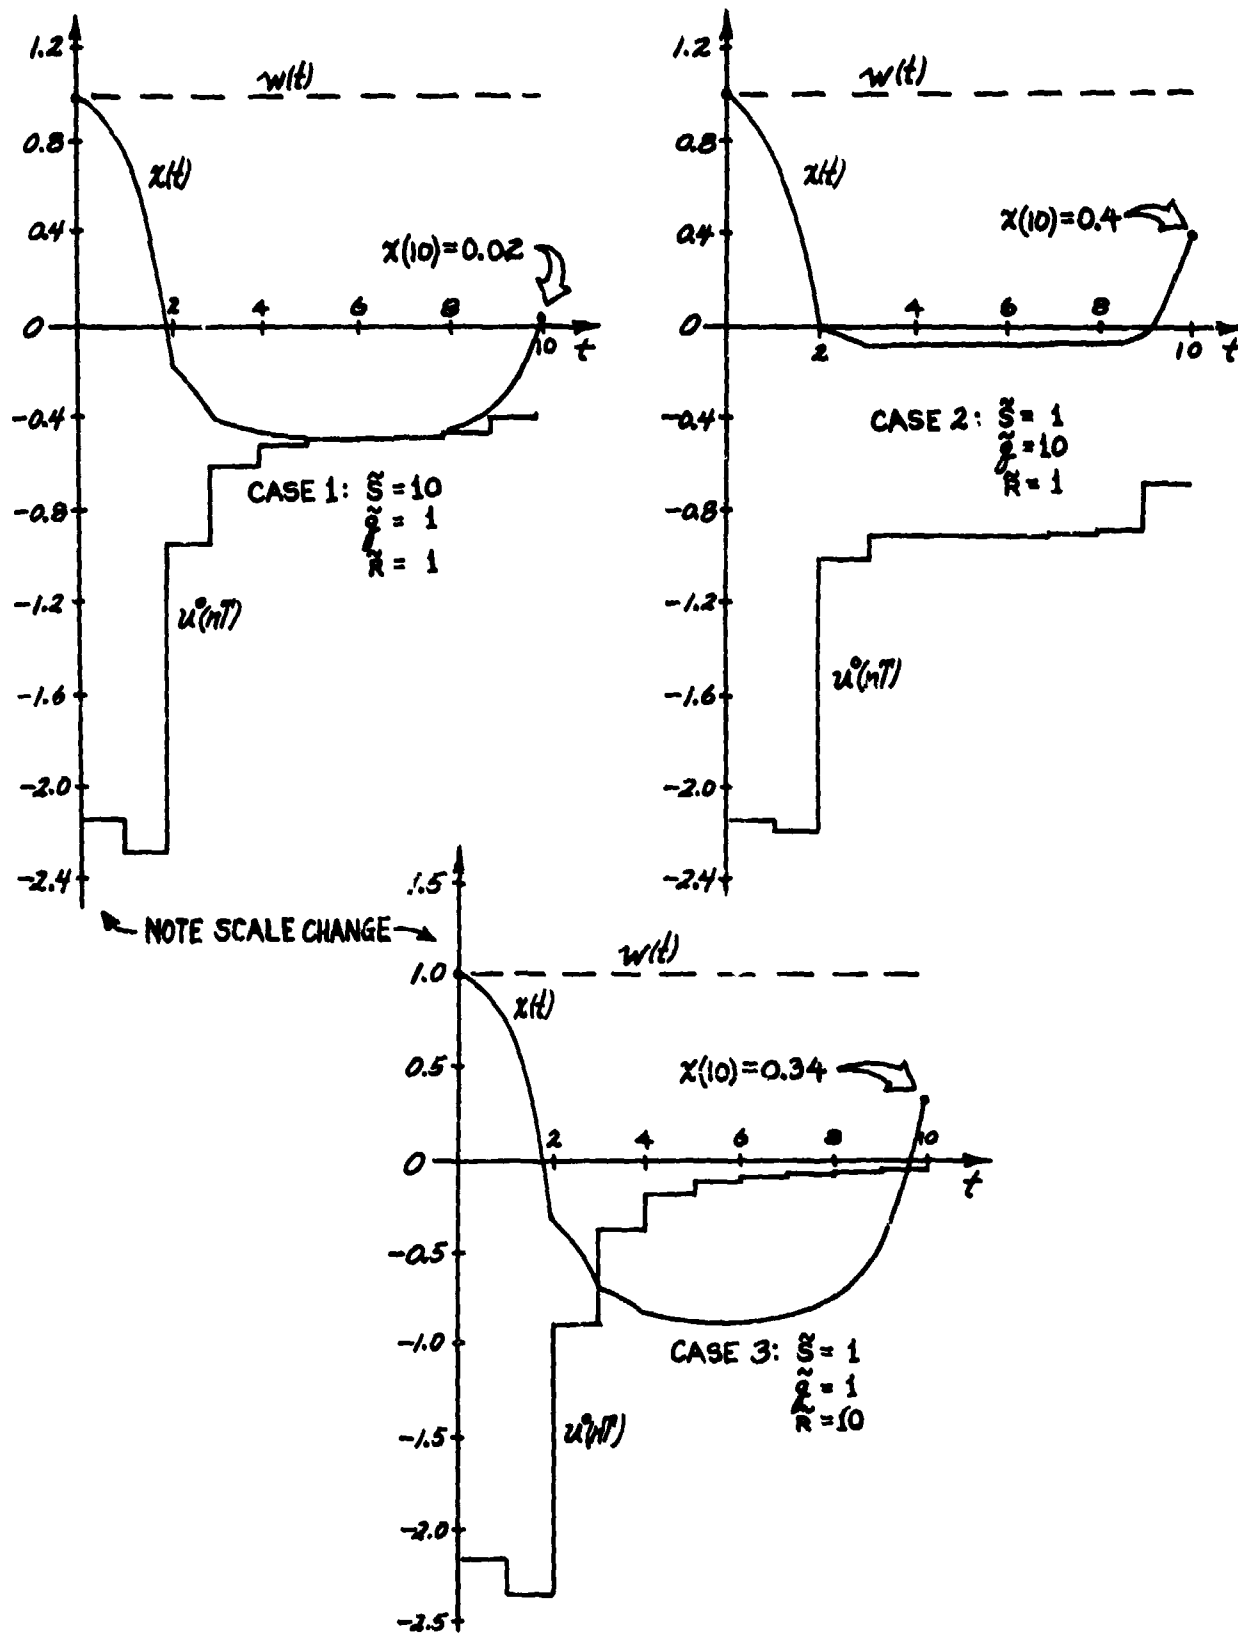 1.2
w(t)
0.8
x(t)
0.4
x(10)=0.02
2 4 6 8
0
10 t
-0.4
CASE 1: S̃ = 10
q̃ = 1
R̃ = 1
-0.8
-1.2
u°(nT)
-1.6
-2.0
-2.4
1.2
w(t)
0.8
x(t)
0.4
x(10)=0.4
4 6 8
0
2 10 t
-0.4
CASE 2: S̃ = 1
q̃ = 10
R̃ = 1
-0.8
-1.2
u°(nT)
-1.6
-2.0
-2.4
NOTE SCALE CHANGE
1.5
w(t)
1.0
x(t)
0.5
x(10)=0.34
2 4 6 8 10
0
t
-0.5
-1.0
CASE 3: S̃ = 1
q̃ = 1
R̃ = 10
-1.5
u°(nT)
-2.0
-2.5